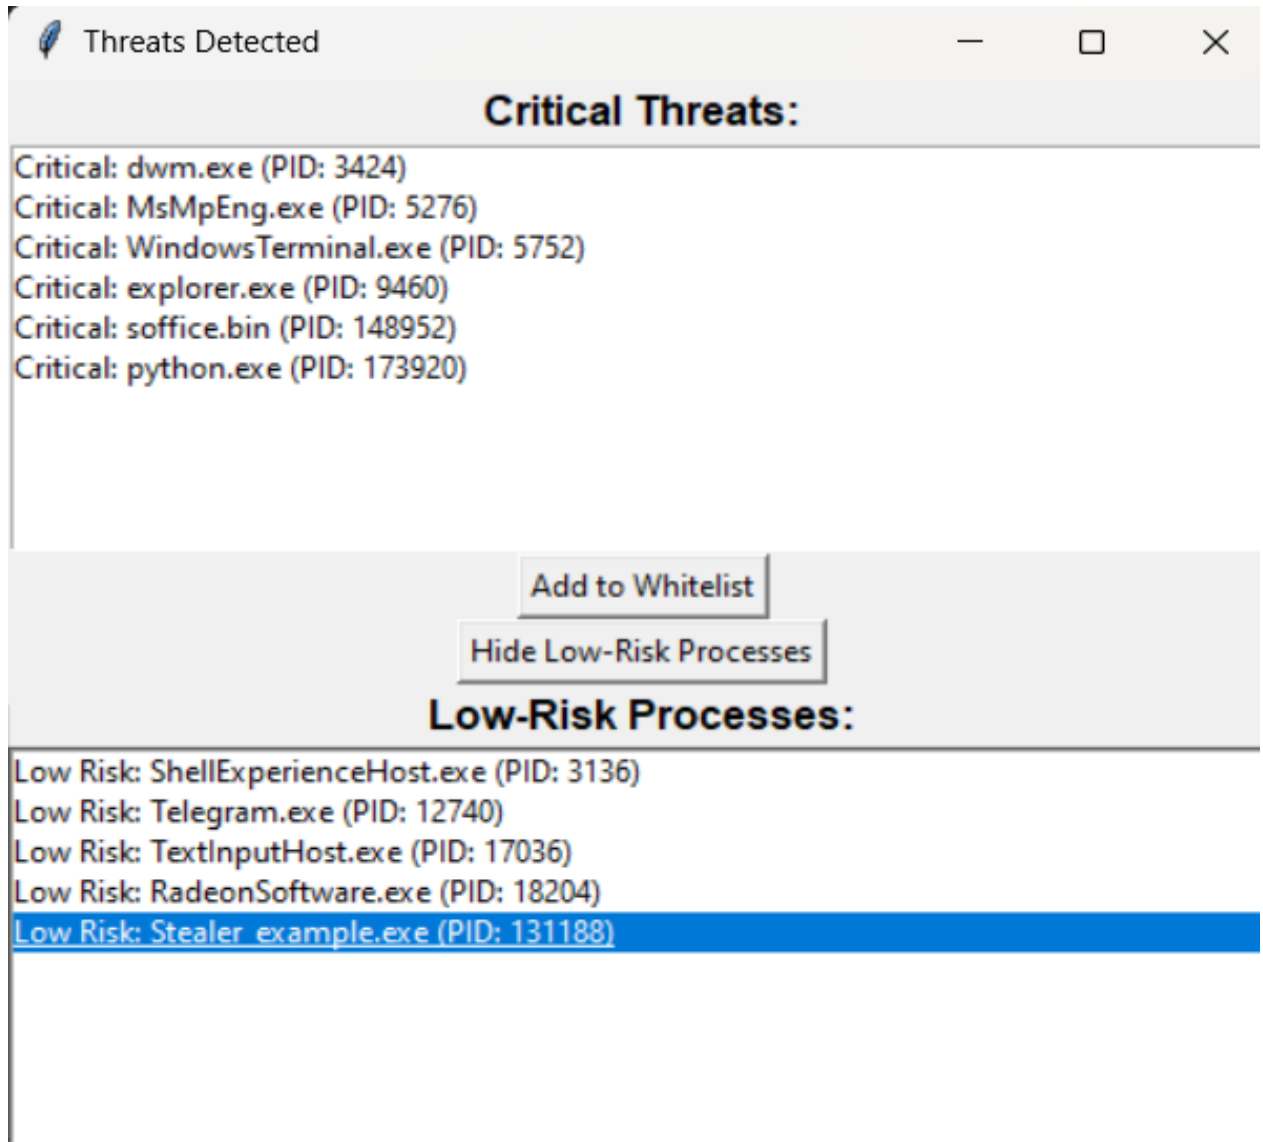 Threats Detected
Critical Threats:
Critical: dwm.exe (PID: 3424)
Critical: MsMpEng.exe (PID: 5276)
Critical: WindowsTerminal.exe (PID: 5752)
Critical: explorer.exe (PID: 9460)
Critical: soffice.bin (PID: 148952)
Critical: python.exe (PID: 173920)
Add to Whitelist
Hide Low-Risk Processes
Low-Risk Processes:
Low Risk: ShellExperienceHost.exe (PID: 3136)
Low Risk: Telegram.exe (PID: 12740)
Low Risk: TextInputHost.exe (PID: 17036)
Low Risk: RadeonSoftware.exe (PID: 18204)
Low Risk: Stealer_example.exe (PID: 131188)